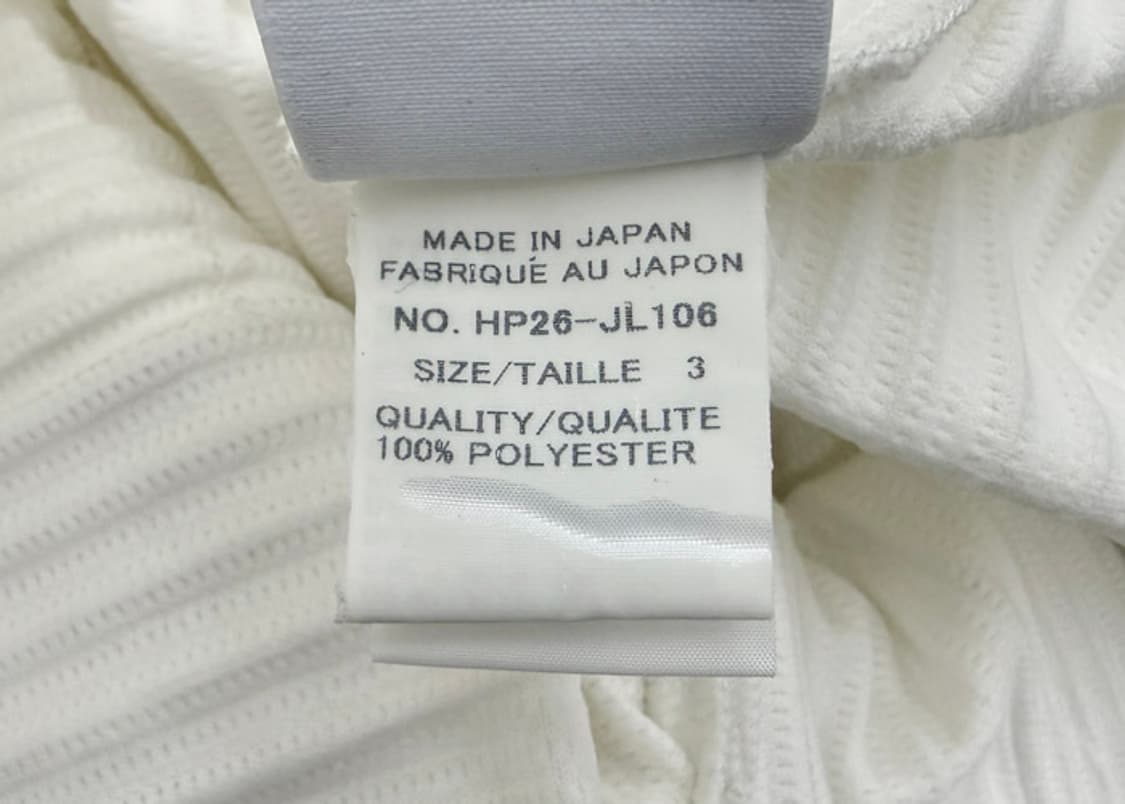 MADE IN JAPAN
FABRIQUÉ AU JAPON
NO. HP26-JL106
SIZE/TAILLE 3
QUALITY/QUALITE
100% POLYESTER